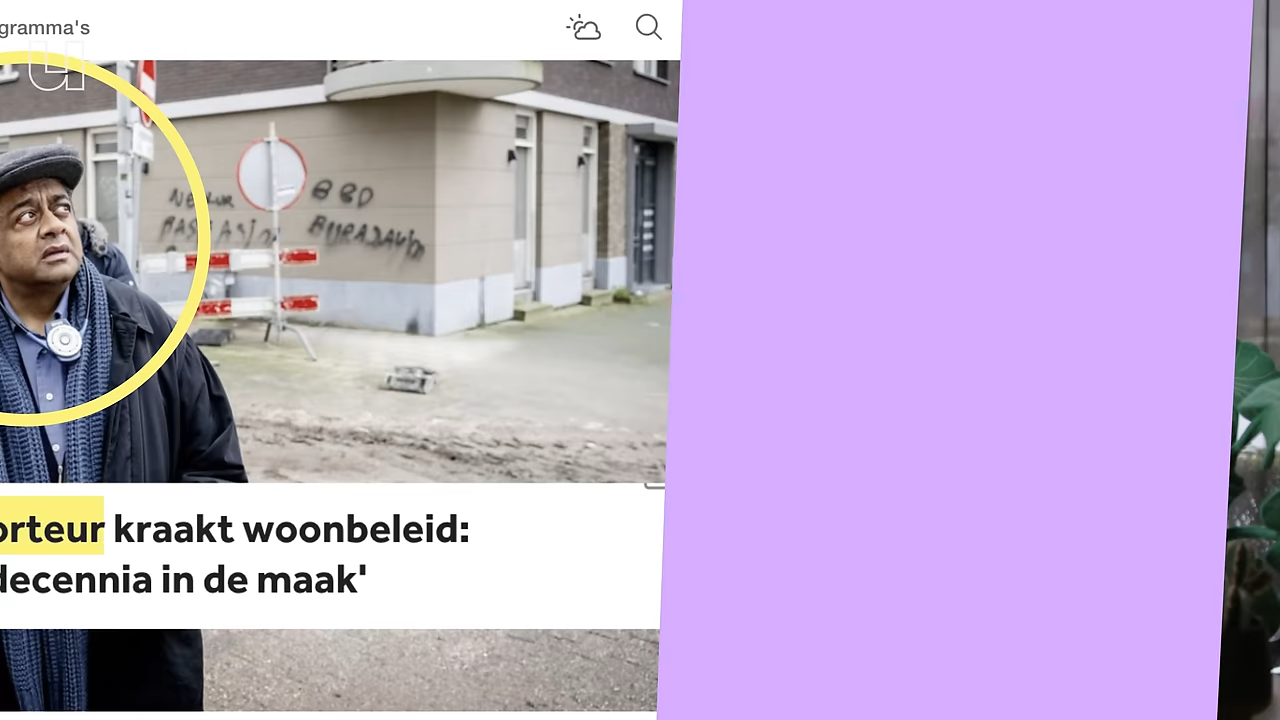 gramma's
orteur kraakt woonbeleid:
decennia in de maak'